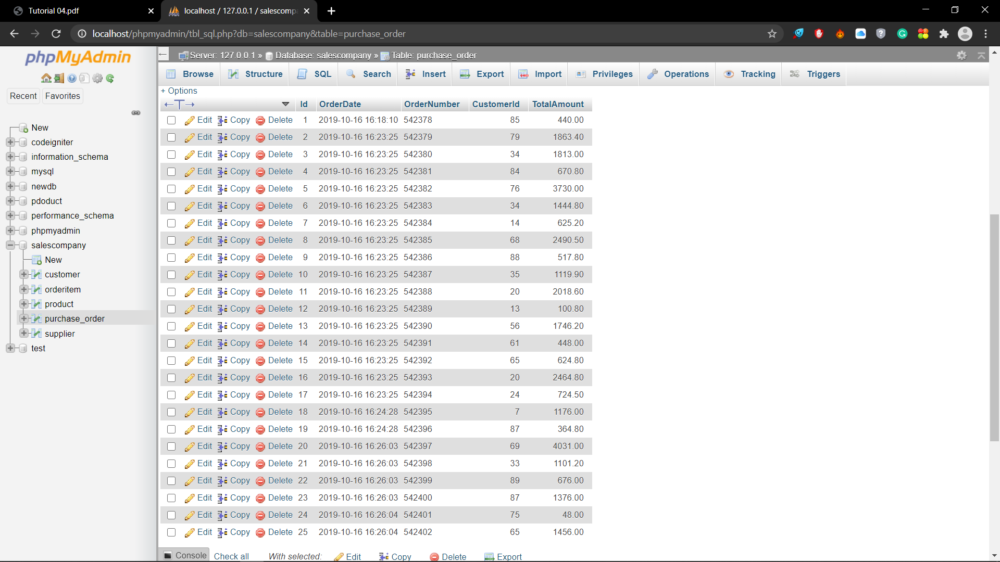 Tutorial 04.pdf
localhost / 127.0.0.1 / salescomp
localhost/phpmyadmin/tbl_sql.php?db=salescompany&table=purchase_order
phpMyAdmin
Recent Favorites
New
codeigniter
information_schema
mysql
newdb
pdoduct
performance_schema
phpmyadmin
salescompany
New
customer
orderitem
product
purchase_order
supplier
test
Server: 127.0.0.1 » Database: salescompany » Table: purchase_order
Browse Structure SQL Search Insert Export Import Privileges Operations Tracking Triggers
+ Options
←T→ Id OrderDate OrderNumber CustomerId TotalAmount
Edit Copy Delete 1 2019-10-16 16:18:10 542378 85 440.00
Edit Copy Delete 2 2019-10-16 16:23:25 542379 79 1863.40
Edit Copy Delete 3 2019-10-16 16:23:25 542380 34 1813.00
Edit Copy Delete 4 2019-10-16 16:23:25 542381 84 670.80
Edit Copy Delete 5 2019-10-16 16:23:25 542382 76 3730.00
Edit Copy Delete 6 2019-10-16 16:23:25 542383 34 1444.80
Edit Copy Delete 7 2019-10-16 16:23:25 542384 14 625.20
Edit Copy Delete 8 2019-10-16 16:23:25 542385 68 2490.50
Edit Copy Delete 9 2019-10-16 16:23:25 542386 88 517.80
Edit Copy Delete 10 2019-10-16 16:23:25 542387 35 1119.90
Edit Copy Delete 11 2019-10-16 16:23:25 542388 20 2018.60
Edit Copy Delete 12 2019-10-16 16:23:25 542389 13 100.80
Edit Copy Delete 13 2019-10-16 16:23:25 542390 56 1746.20
Edit Copy Delete 14 2019-10-16 16:23:25 542391 61 448.00
Edit Copy Delete 15 2019-10-16 16:23:25 542392 65 624.80
Edit Copy Delete 16 2019-10-16 16:23:25 542393 20 2464.80
Edit Copy Delete 17 2019-10-16 16:23:25 542394 24 724.50
Edit Copy Delete 18 2019-10-16 16:24:28 542395 7 1176.00
Edit Copy Delete 19 2019-10-16 16:24:28 542396 87 364.80
Edit Copy Delete 20 2019-10-16 16:26:03 542397 69 4031.00
Edit Copy Delete 21 2019-10-16 16:26:03 542398 33 1101.20
Edit Copy Delete 22 2019-10-16 16:26:03 542399 89 676.00
Edit Copy Delete 23 2019-10-16 16:26:03 542400 87 1376.00
Edit Copy Delete 24 2019-10-16 16:26:04 542401 75 48.00
Edit Copy Delete 25 2019-10-16 16:26:04 542402 65 1456.00
Console Check all With selected: Edit Copy Delete Export